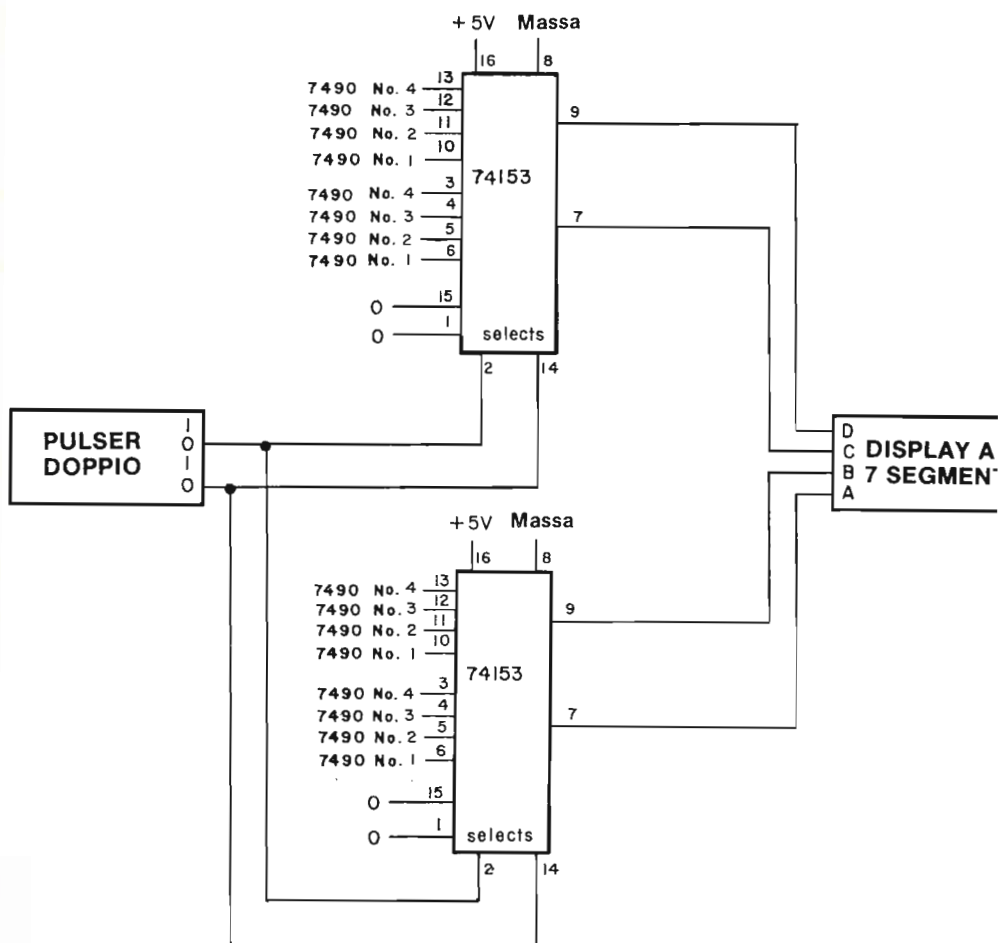 +5V Massa
16 8
7490 No. 4 13
7490 No. 3 12
7490 No. 2 11
7490 No. 1 10
7490 No. 4 3
7490 No. 3 4
7490 No. 2 5
7490 No. 1 6
0 15
0 1
74153
selects
9
7
2 14
PULSER
DOPPIO
1
0
1
0
D
C
B
A
DISPLAY A
7 SEGMENT
+5V Massa
16 8
7490 No. 4 13
7490 No. 3 12
7490 No. 2 11
7490 No. 1 10
7490 No. 4 3
7490 No. 3 4
7490 No. 2 5
7490 No. 1 6
0 15
0 1
74153
selects
9
7
2 14